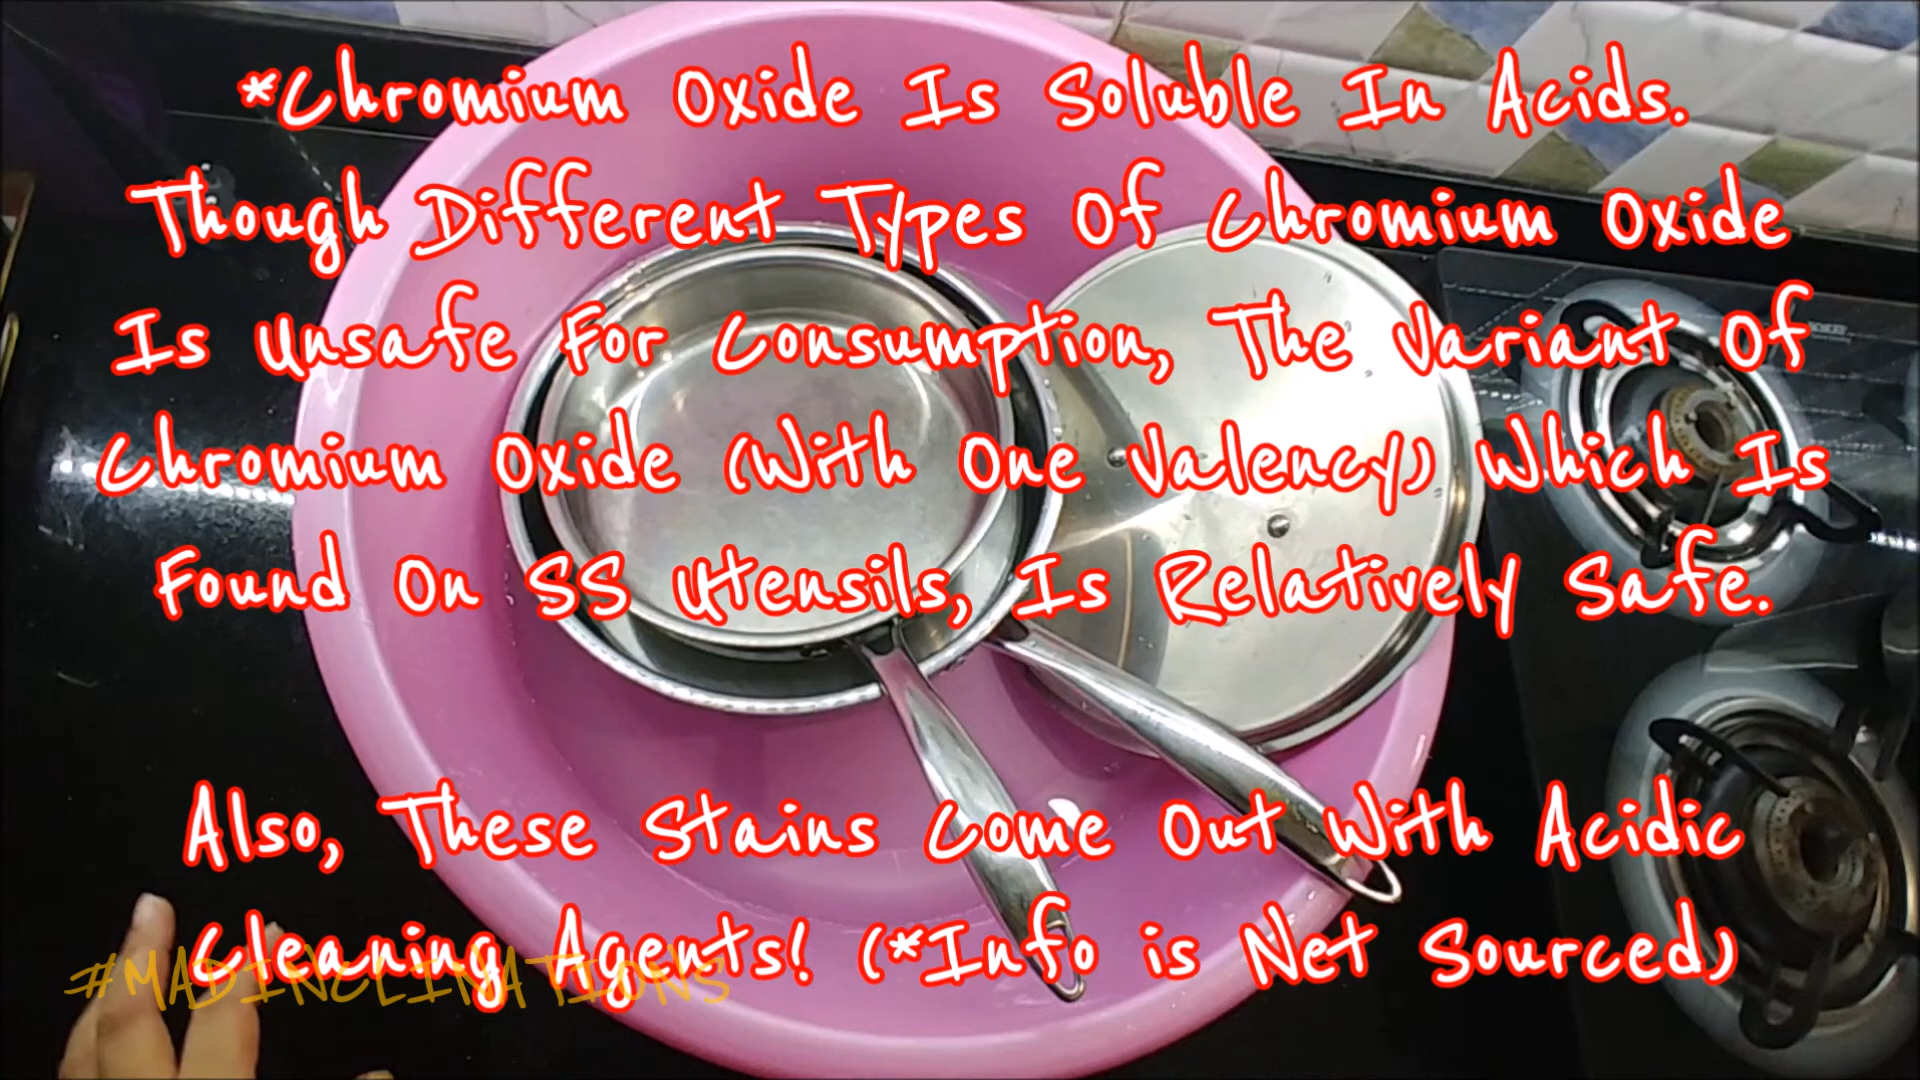 *Chromium Oxide Is Soluble In Acids.
Though Different Types Of Chromium Oxide
Is Unsafe For Consumption, The Variant Of
Chromium Oxide (With One Valency) Which Is
Found On SS Utensils, Is Relatively Safe.
Also, These Stains Come Out With Acidic
Cleaning Agents! (*Info is Net Sourced)
#MADINCLINATIONS